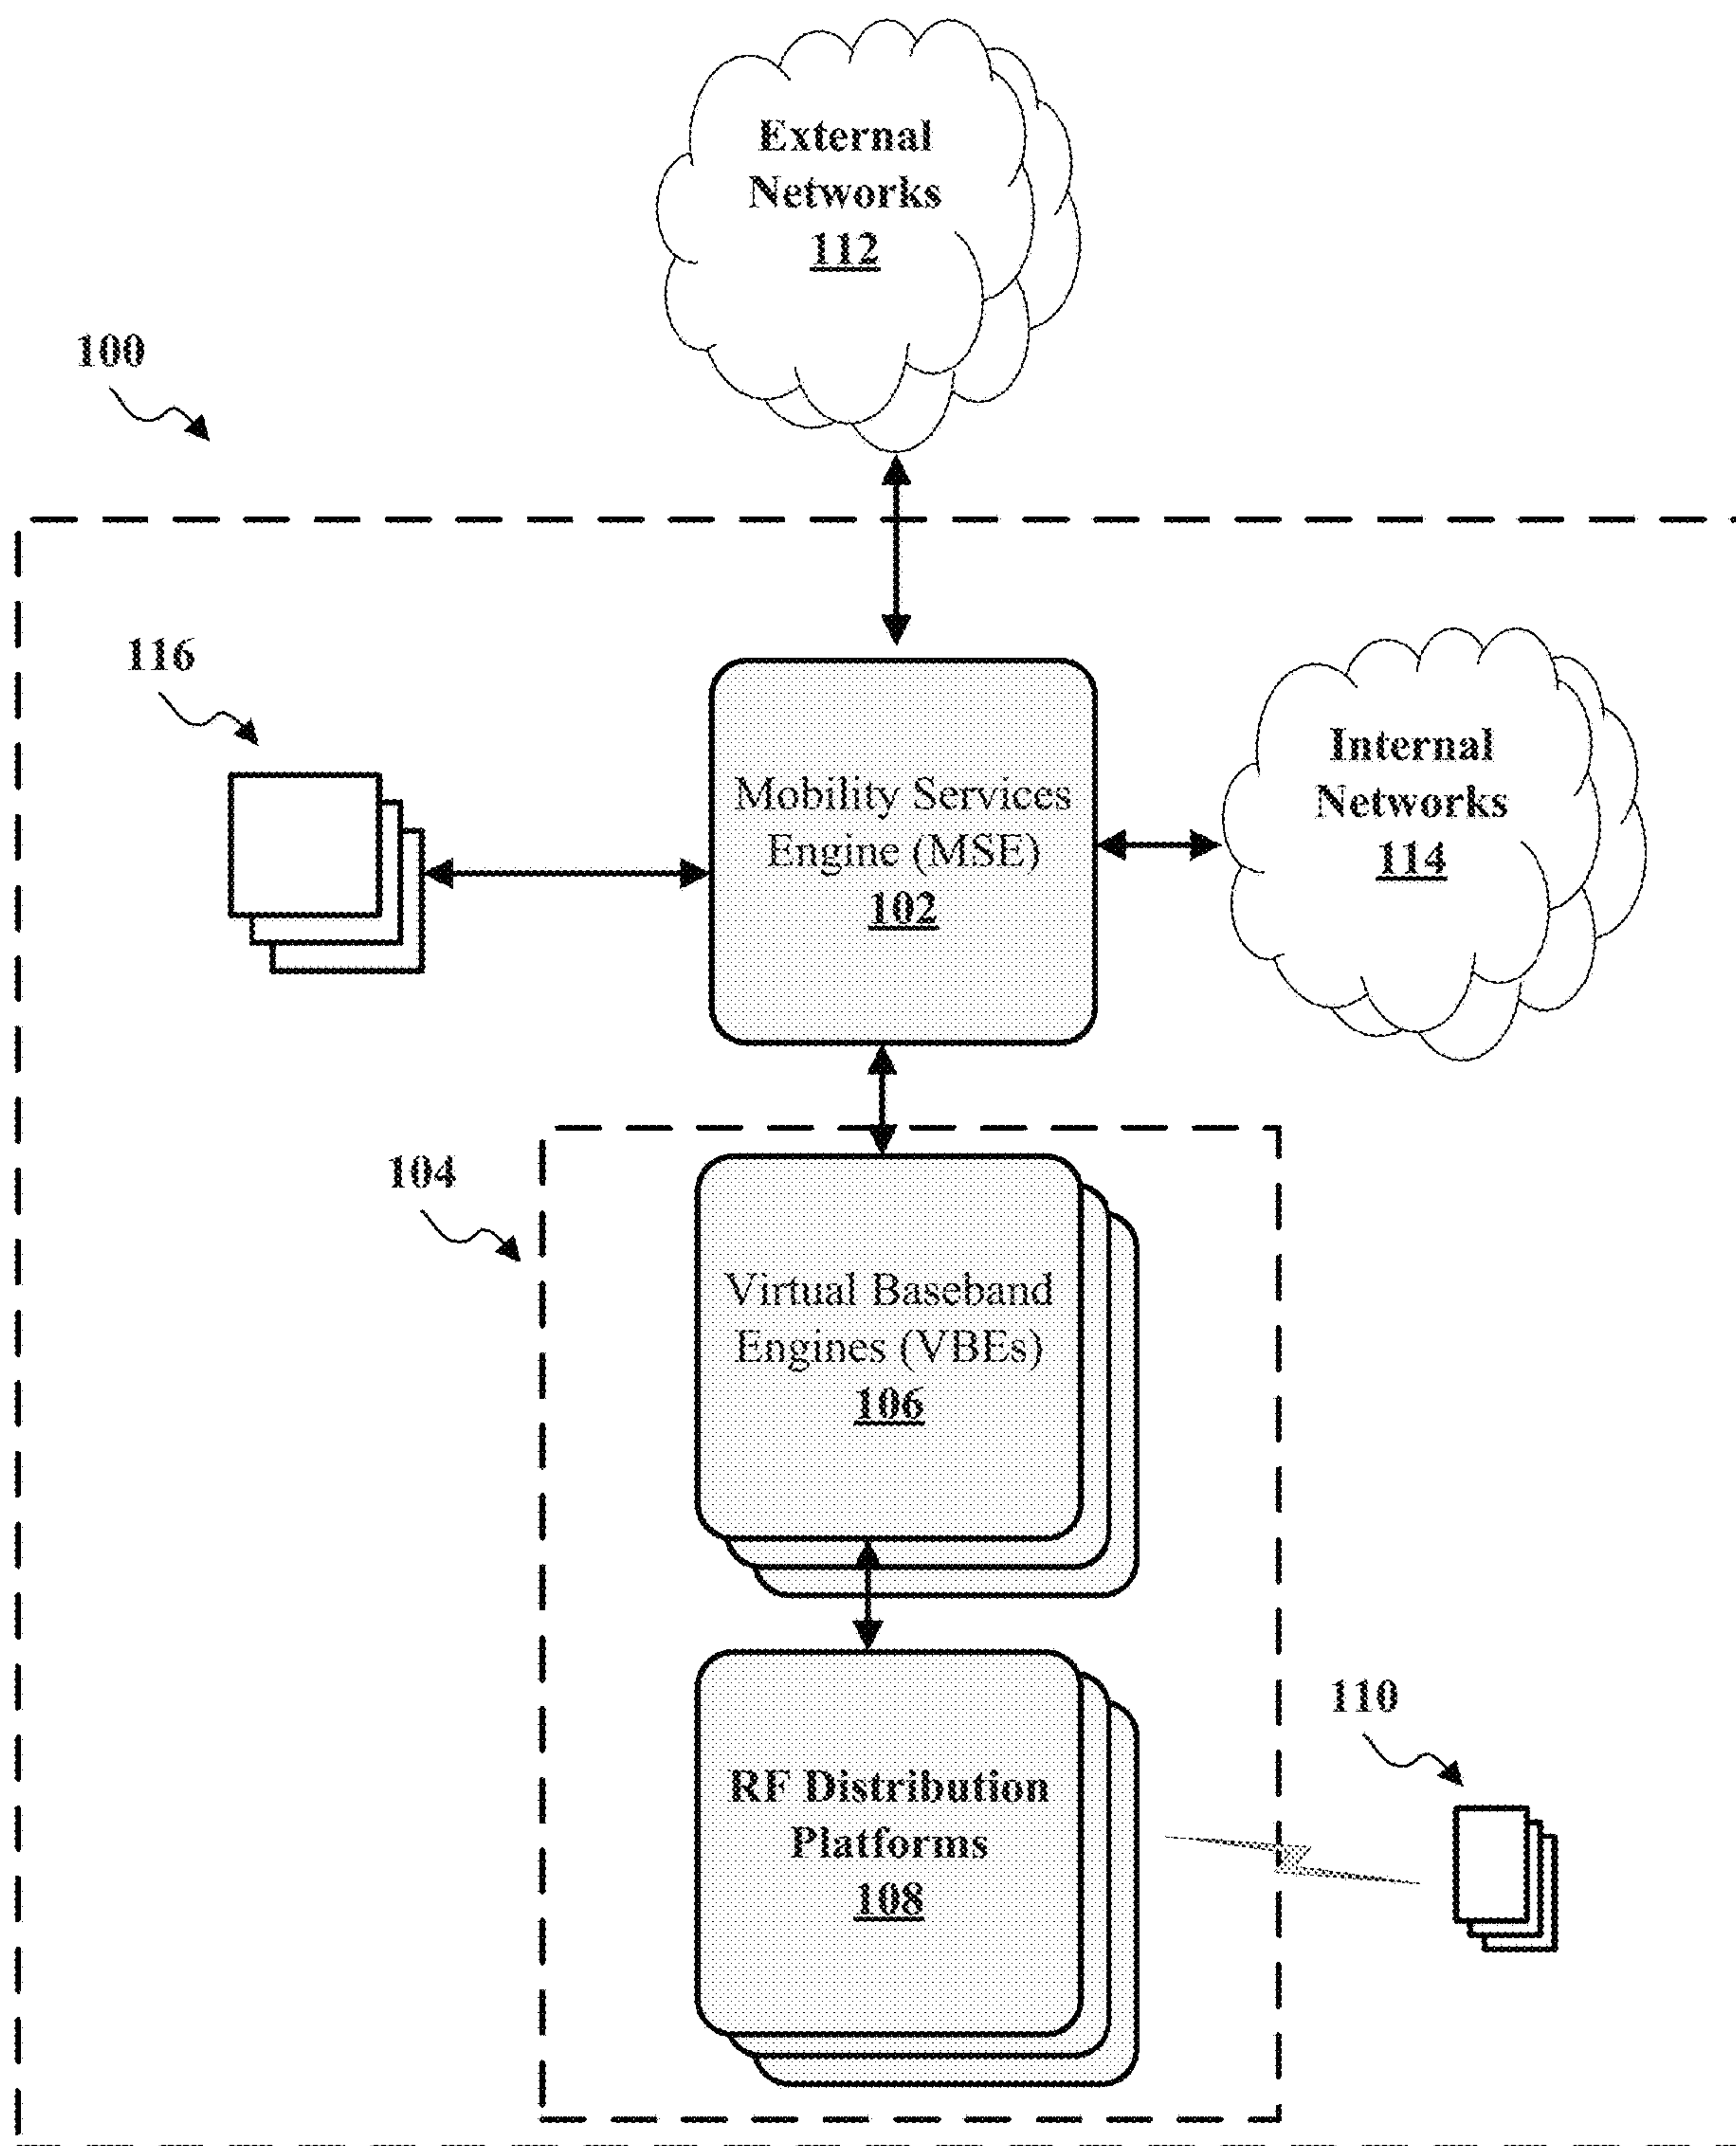 External
Networks
112
100
116
Mobility Services
Engine (MSE)
102
Internal
Networks
114
104
Virtual Baseband
Engines (VBEs)
106
110
RF Distribution
Platforms
108